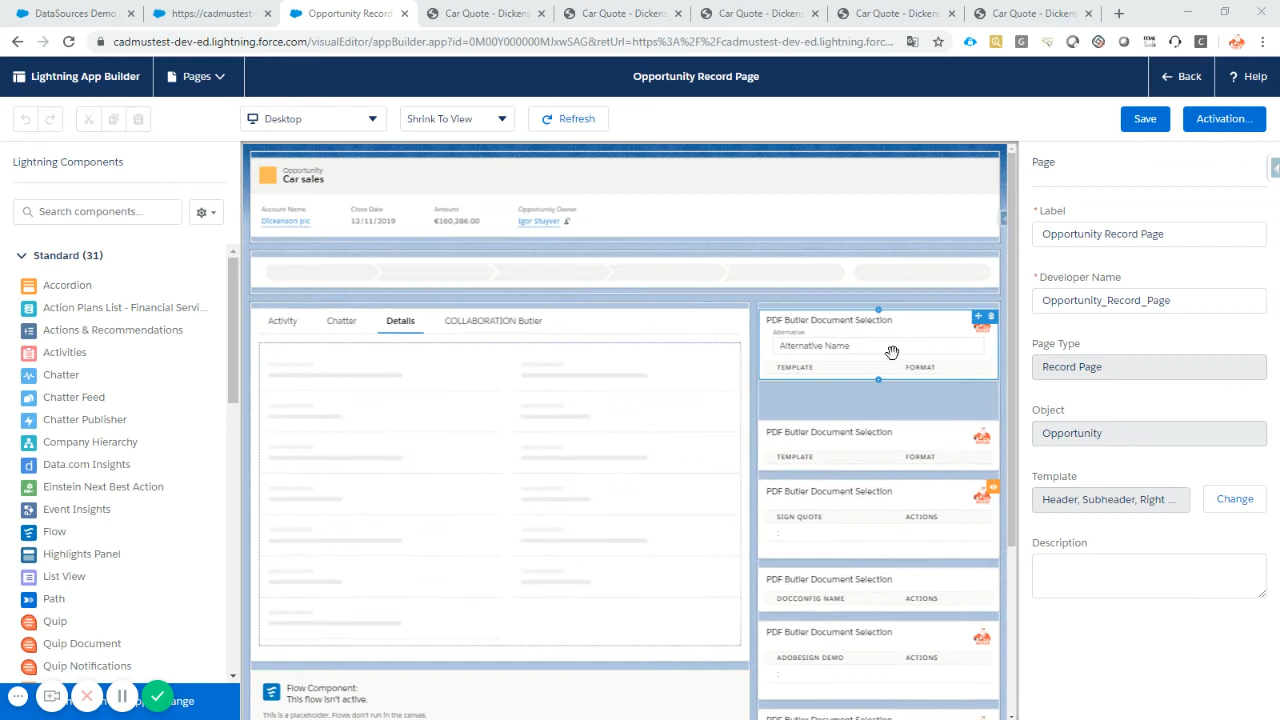 DataSources Demo
https://cadmustest-
Opportunity Record
Car Quote - Dickens
Car Quote - Dickens
Car Quote - Dickens
Car Quote - Dickens
Car Quote - Dickens
cadmustest-dev-ed.lightning.force.com/visualEditor/appBuilder.app?id=0M00Y000000MJxwSAG&retUrl=https%3A%2F%2Fcadmustest-dev-ed.lightning.force.com%2F...
Lightning App Builder
Pages
Opportunity Record Page
Back
? Help
Desktop
Shrink To View
Refresh
Save
Activation...
Lightning Components
Search components...
Standard (31)
Accordion
Action Plans List - Financial Servi...
Actions & Recommendations
Activities
Chatter
Chatter Feed
Chatter Publisher
Company Hierarchy
Data.com Insights
Einstein Next Best Action
Event Insights
Flow
Highlights Panel
List View
Path
Quip
Quip Document
Quip Notifications
Opportunity
Car sales
Account Name
Close Date
Amount
Opportunity Owner
Dickenson plc
13/11/2019
€160,286.00
Igor Stuyver
Activity
Chatter
Details
COLLABORATION Butler
Flow Component:
This flow isn't active.
This is a placeholder. Flows don't run in the canvas.
PDF Butler Document Selection
Alternative
Alternative Name
TEMPLATE
FORMAT
PDF Butler Document Selection
TEMPLATE
FORMAT
PDF Butler Document Selection
SIGN QUOTE
ACTIONS
:
PDF Butler Document Selection
DOCCONFIG NAME
ACTIONS
PDF Butler Document Selection
ADOBESIGN DEMO
ACTIONS
:
PDF Butler Document Selection
Page
*Label
Opportunity Record Page
*Developer Name
Opportunity_Record_Page
Page Type
Record Page
Object
Opportunity
Template
Header, Subheader, Right ...
Change
Description